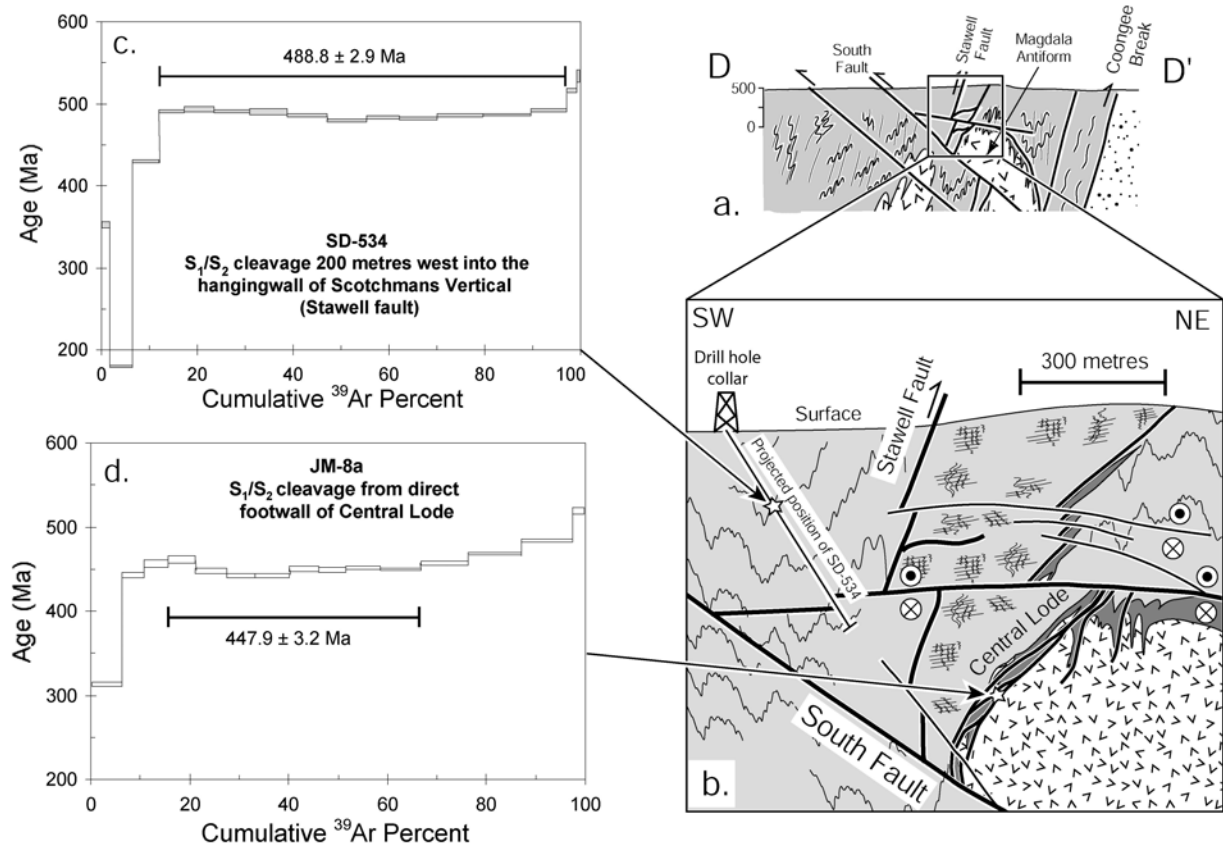 c.
600
500
400
300
200
Age (Ma)
488.8 ± 2.9 Ma
SD-534
S₁/S₂ cleavage 200 metres west into the
hangingwall of Scotchmans Vertical
(Stawell fault)
0
20
40
60
80
100
Cumulative ³⁹Ar Percent
D
D'
500
0
South
Fault
Stawell
Fault
Magdala
Antiform
Coongee
Break
a.
d.
600
500
400
300
200
Age (Ma)
JM-8a
S₁/S₂ cleavage from direct
footwall of Central Lode
447.9 ± 3.2 Ma
0
20
40
60
80
100
Cumulative ³⁹Ar Percent
SW
NE
Drill hole
collar
300 metres
Surface
Stawell Fault
Projected position of SD-534
Central Lode
South Fault
b.